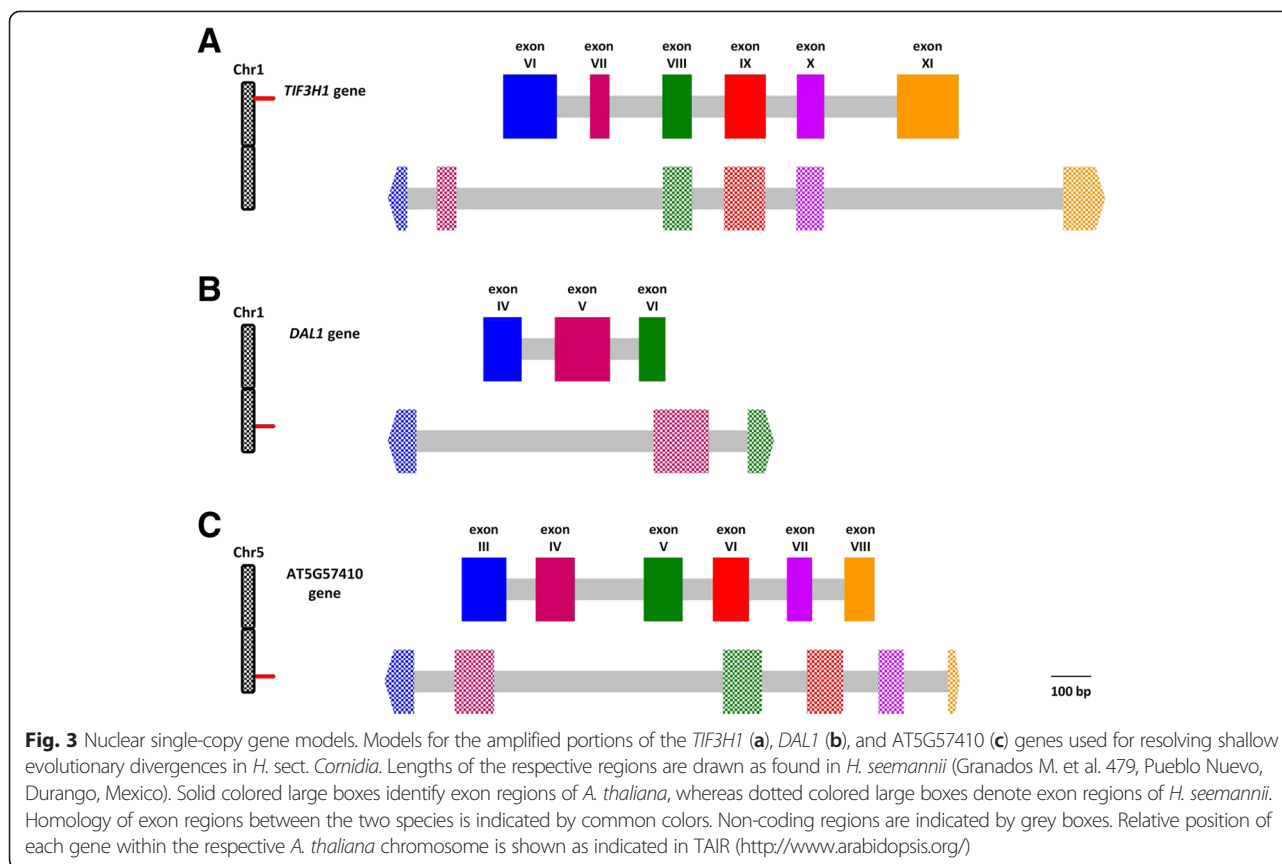 A
Chr1
TIF3H1 gene
exon VI
exon VII
exon VIII
exon IX
exon X
exon XI
B
Chr1
DAL1 gene
exon IV
exon V
exon VI
C
Chr5
AT5G57410
gene
exon III
exon IV
exon V
exon VI
exon VII
exon VIII
100 bp
Fig. 3 Nuclear single-copy gene models. Models for the amplified portions of the TIF3H1 (a), DAL1 (b), and AT5G57410 (c) genes used for resolving shallow
evolutionary divergences in H. sect. Cornidia. Lengths of the respective regions are drawn as found in H. seemannii (Granados M. et al. 479, Pueblo Nuevo,
Durango, Mexico). Solid colored large boxes identify exon regions of A. thaliana, whereas dotted colored large boxes denote exon regions of H. seemannii.
Homology of exon regions between the two species is indicated by common colors. Non-coding regions are indicated by grey boxes. Relative position of
each gene within the respective A. thaliana chromosome is shown as indicated in TAIR (http://www.arabidopsis.org/)